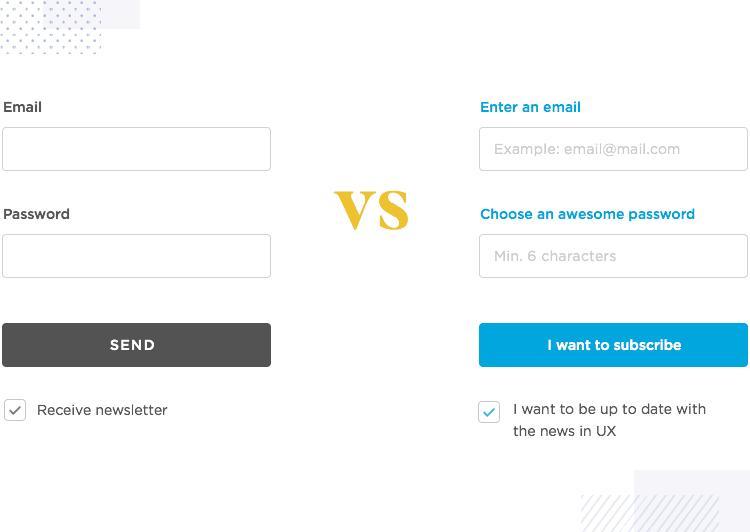 Email
Password
SEND
Receive newsletter
vs
Enter an email
Example: email@mail.com
Choose an awesome password
Min. 6 characters
I want to subscribe
I want to be up to date with
the news in UX